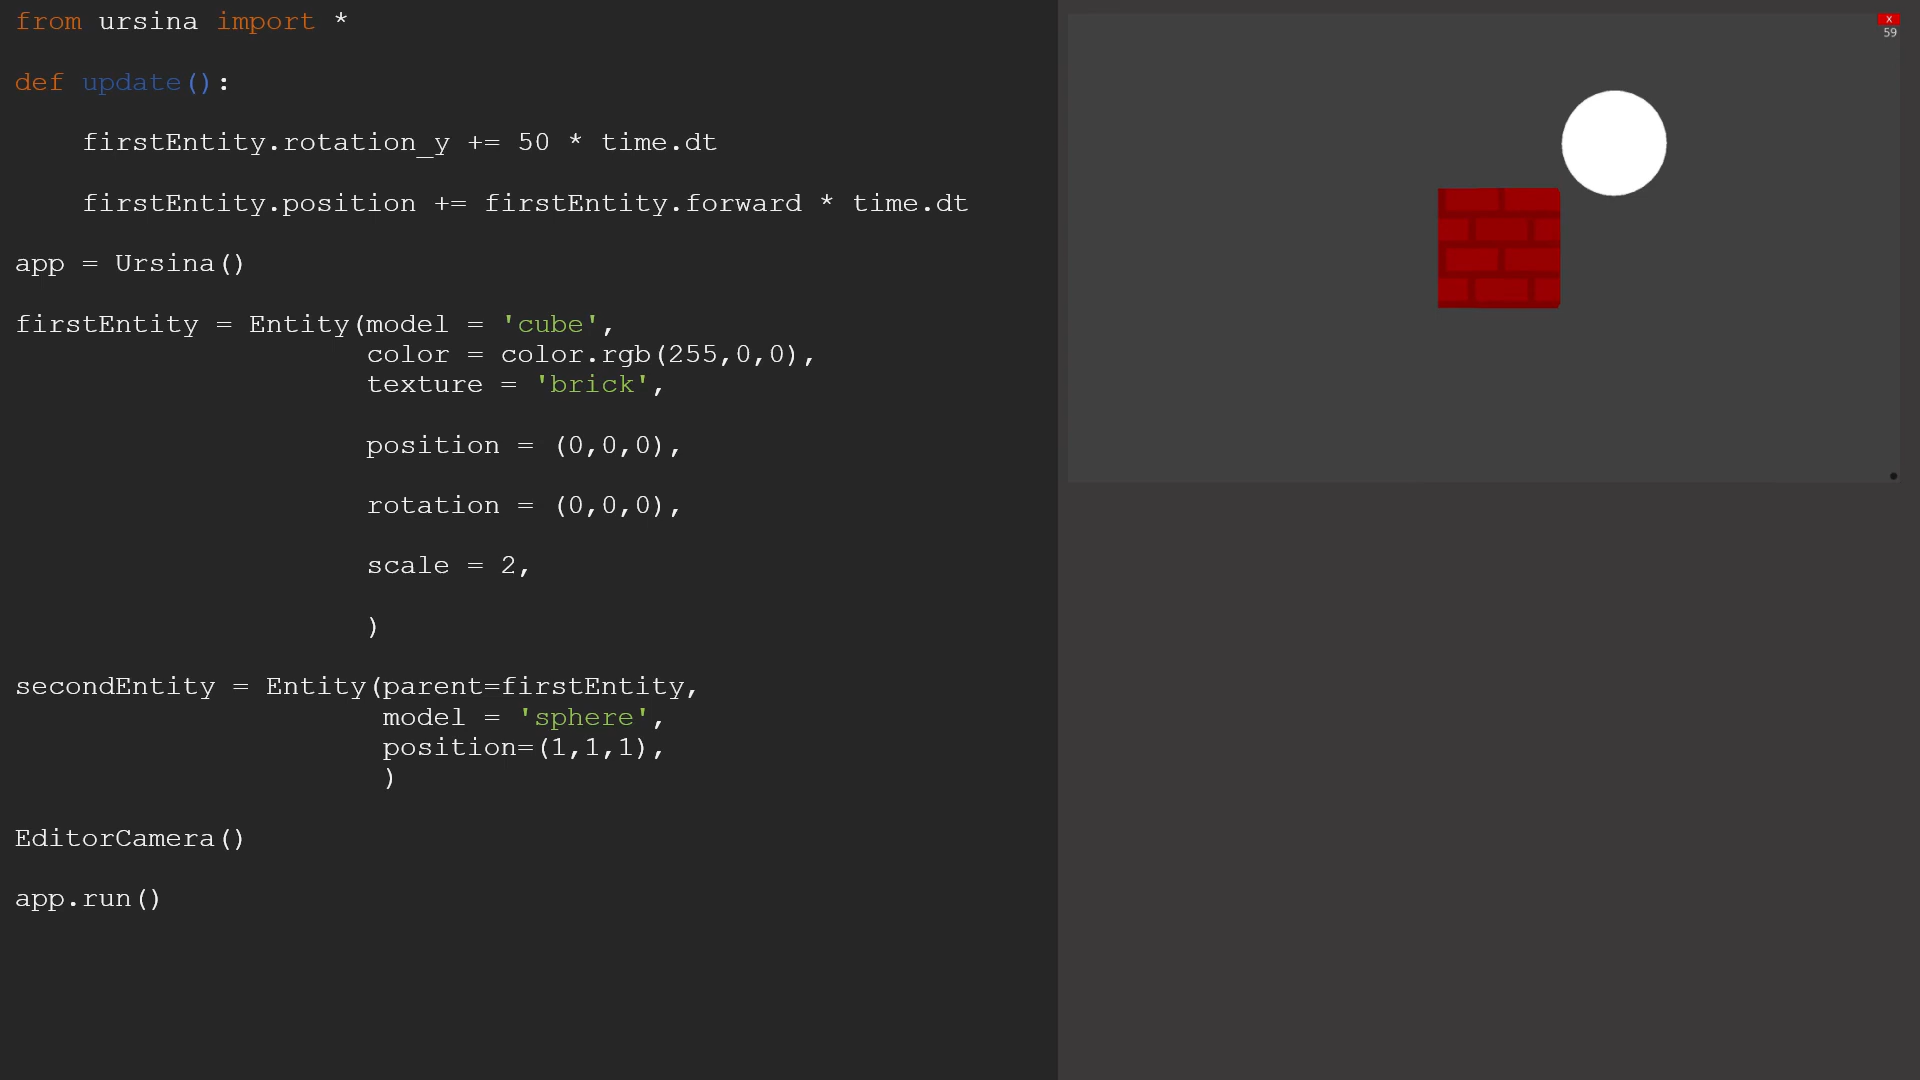 from ursina import *
def update():
firstEntity.rotation_y += 50 * time.dt
firstEntity.position += firstEntity.forward * time.dt
app = Ursina()
firstEntity = Entity(model = 'cube',
color = color.rgb(255,0,0),
texture = 'brick',
position = (0,0,0),
rotation = (0,0,0),
scale = 2,
)
secondEntity = Entity(parent=firstEntity,
model = 'sphere',
position=(1,1,1),
)
EditorCamera()
app.run()
x
59